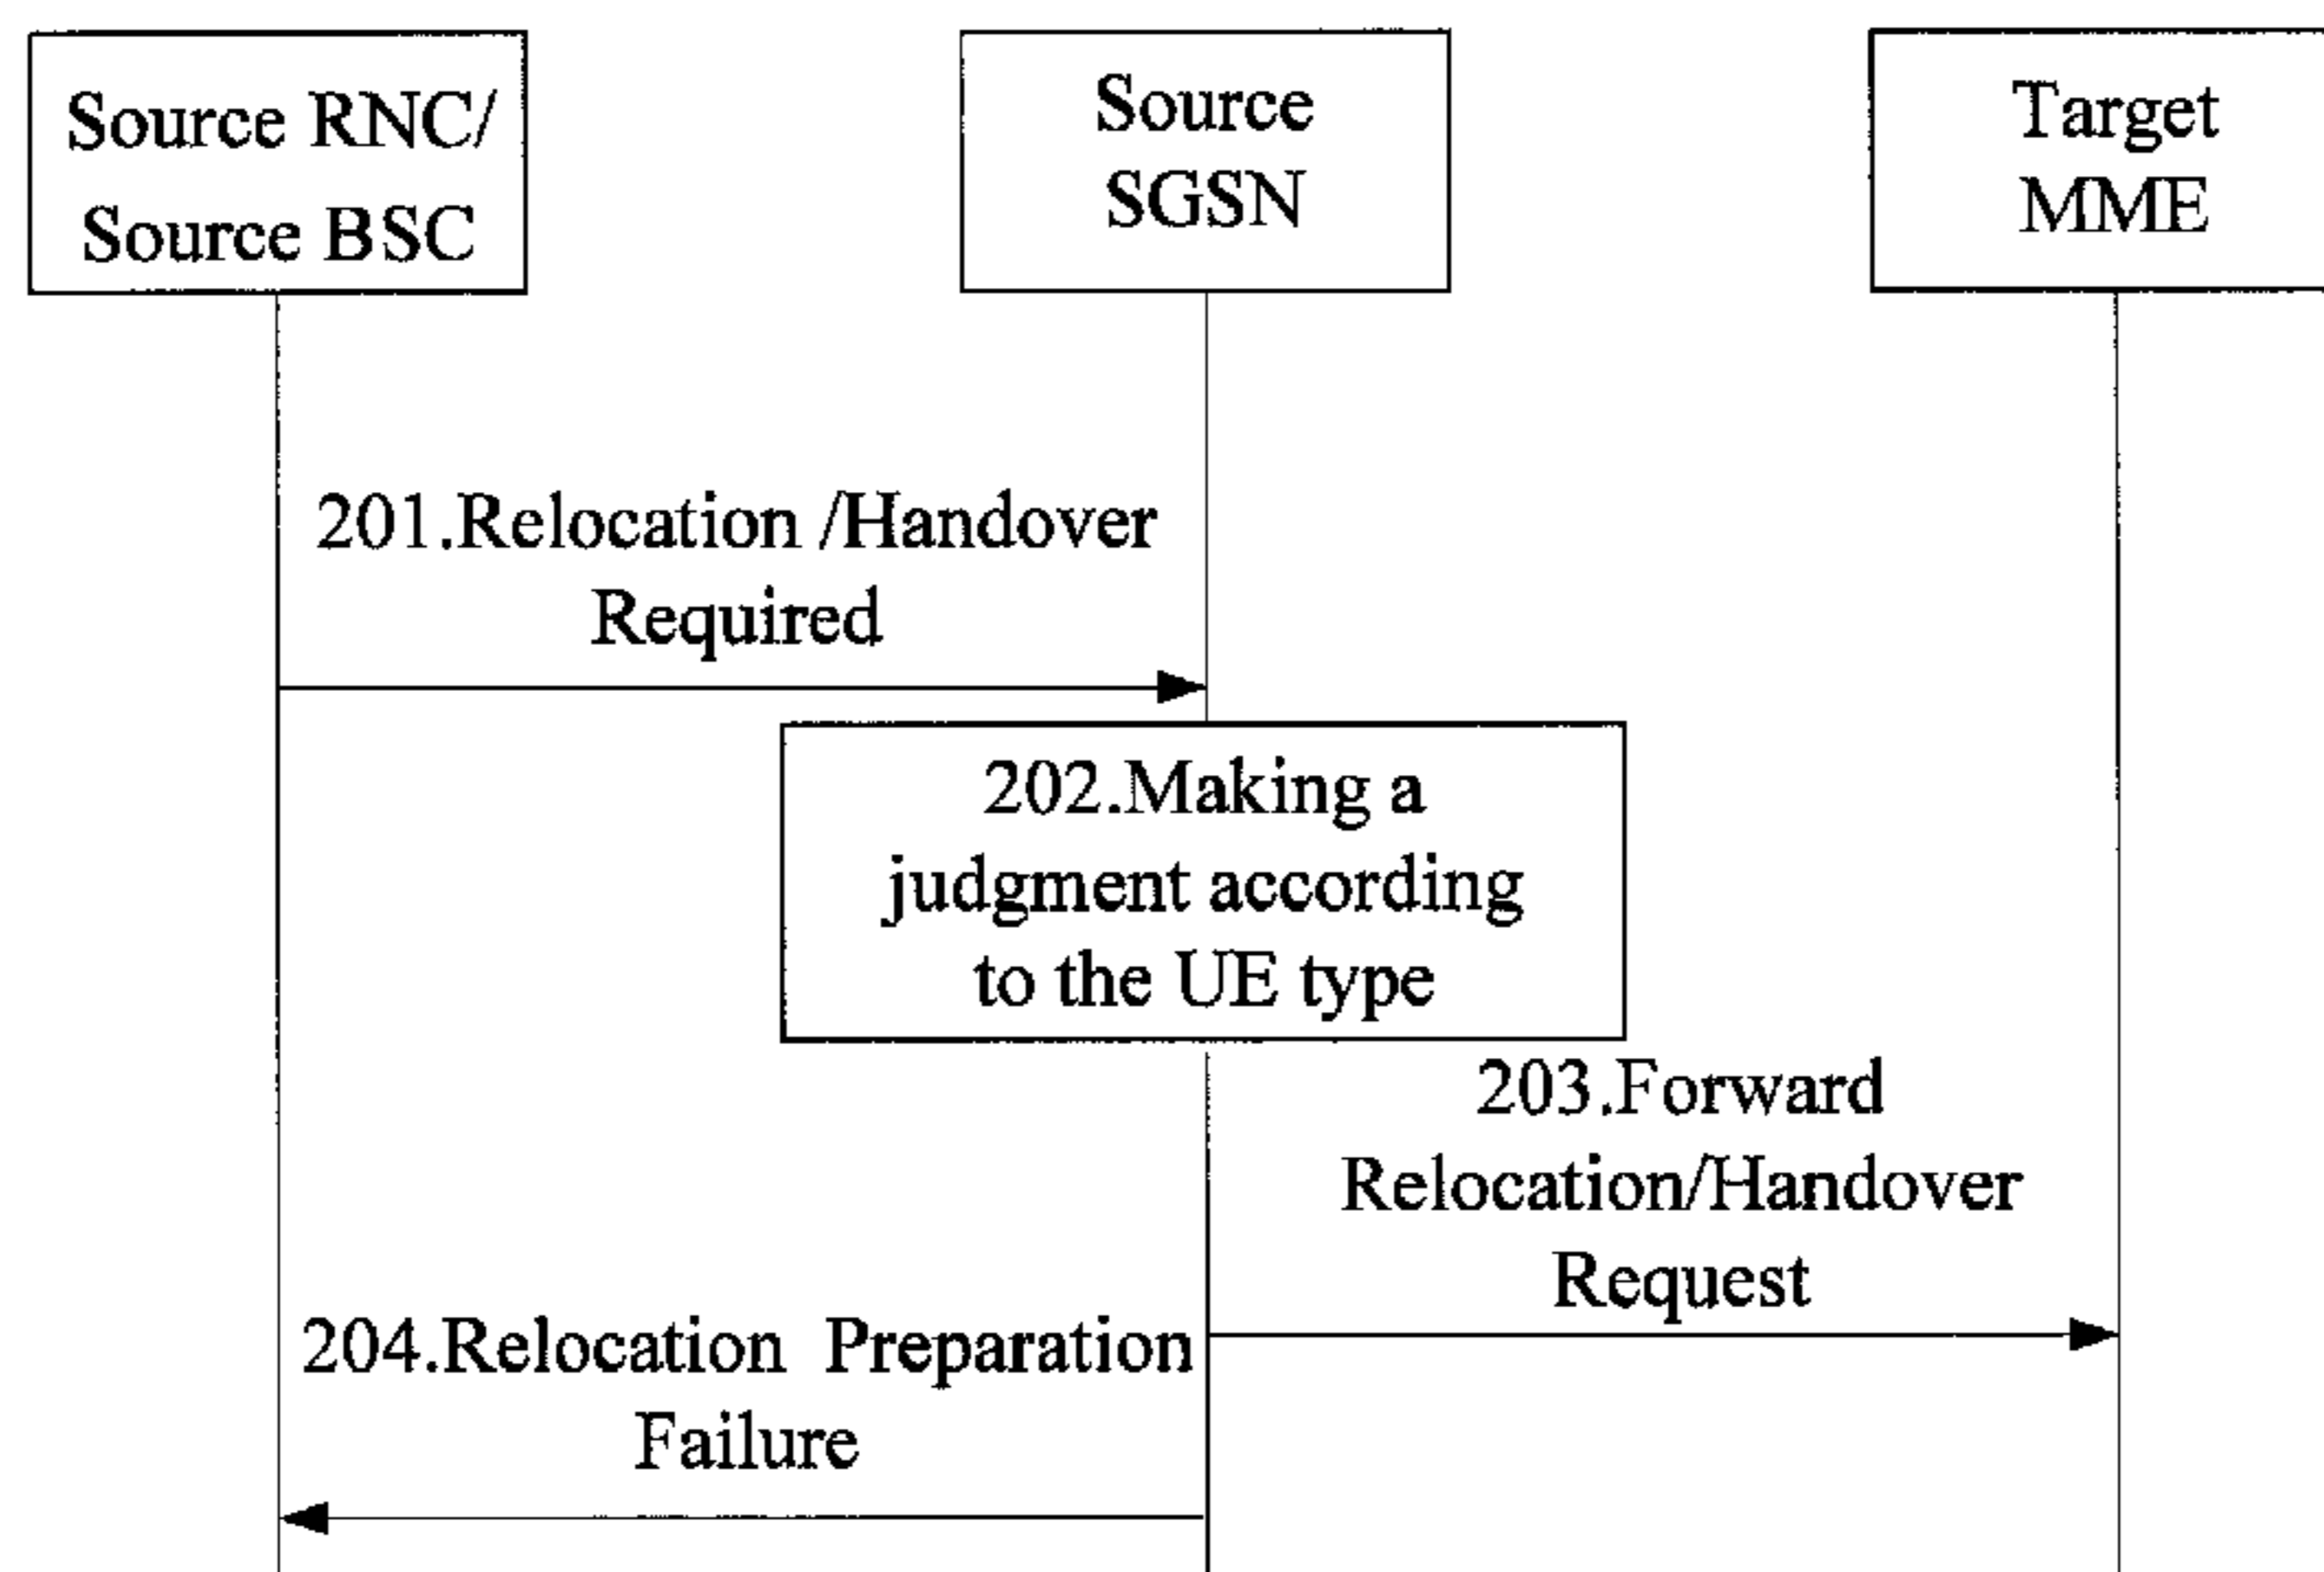 Source RNC/
Source BSC
Source
SGSN
Target
MME
201.Relocation /Handover
Required
202.Making a
judgment according
to the UE type
203.Forward
Relocation/Handover
Request
204.Relocation Preparation
Failure